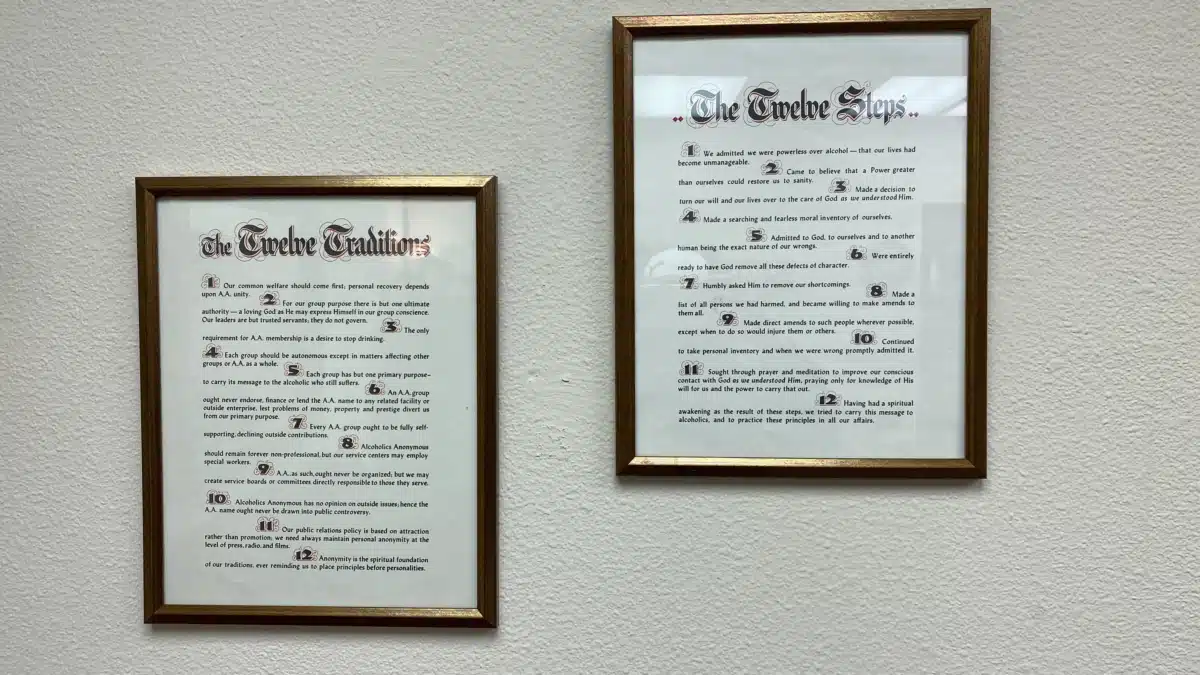 The Twelve Traditions
1 Our common welfare should come first; personal recovery depends
upon A.A. unity.
2 For our group purpose there is but one ultimate
authority — a loving God as He may express Himself in our group conscience.
Our leaders are but trusted servants; they do not govern.
3 The only
requirement for A.A. membership is a desire to stop drinking.
4 Each group should be autonomous except in matters affecting other
groups or A.A. as a whole.
5 Each group has but one primary purpose—
to carry its message to the alcoholic who still suffers.
6 An A.A. group
ought never endorse, finance or lend the A.A. name to any related facility or
outside enterprise, lest problems of money, property and prestige divert us
from our primary purpose.
7 Every A.A. group ought to be fully self-
supporting, declining outside contributions.
8 Alcoholics Anonymous
should remain forever non-professional, but our service centers may employ
special workers.
9 A.A., as such, ought never be organized; but we may
create service boards or committees directly responsible to those they serve.
10 Alcoholics Anonymous has no opinion on outside issues; hence the
A.A. name ought never be drawn into public controversy.
11 Our public relations policy is based on attraction
rather than promotion; we need always maintain personal anonymity at the
level of press, radio, and films.
12 Anonymity is the spiritual foundation
of our traditions, ever reminding us to place principles before personalities.
The Twelve Steps
1 We admitted we were powerless over alcohol — that our lives had
become unmanageable.
2 Came to believe that a Power greater
than ourselves could restore us to sanity.
3 Made a decision to
turn our will and our lives over to the care of God as we understood Him.
4 Made a searching and fearless moral inventory of ourselves.
5 Admitted to God, to ourselves and to another
human being the exact nature of our wrongs.
6 Were entirely
ready to have God remove all these defects of character.
7 Humbly asked Him to remove our shortcomings.
8 Made a
list of all persons we had harmed, and became willing to make amends to
them all.
9 Made direct amends to such people wherever possible,
except when to do so would injure them or others.
10 Continued
to take personal inventory and when we were wrong promptly admitted it.
11 Sought through prayer and meditation to improve our conscious
contact with God as we understood Him, praying only for knowledge of His
will for us and the power to carry that out.
12 Having had a spiritual
awakening as the result of these steps, we tried to carry this message to
alcoholics, and to practice these principles in all our affairs.